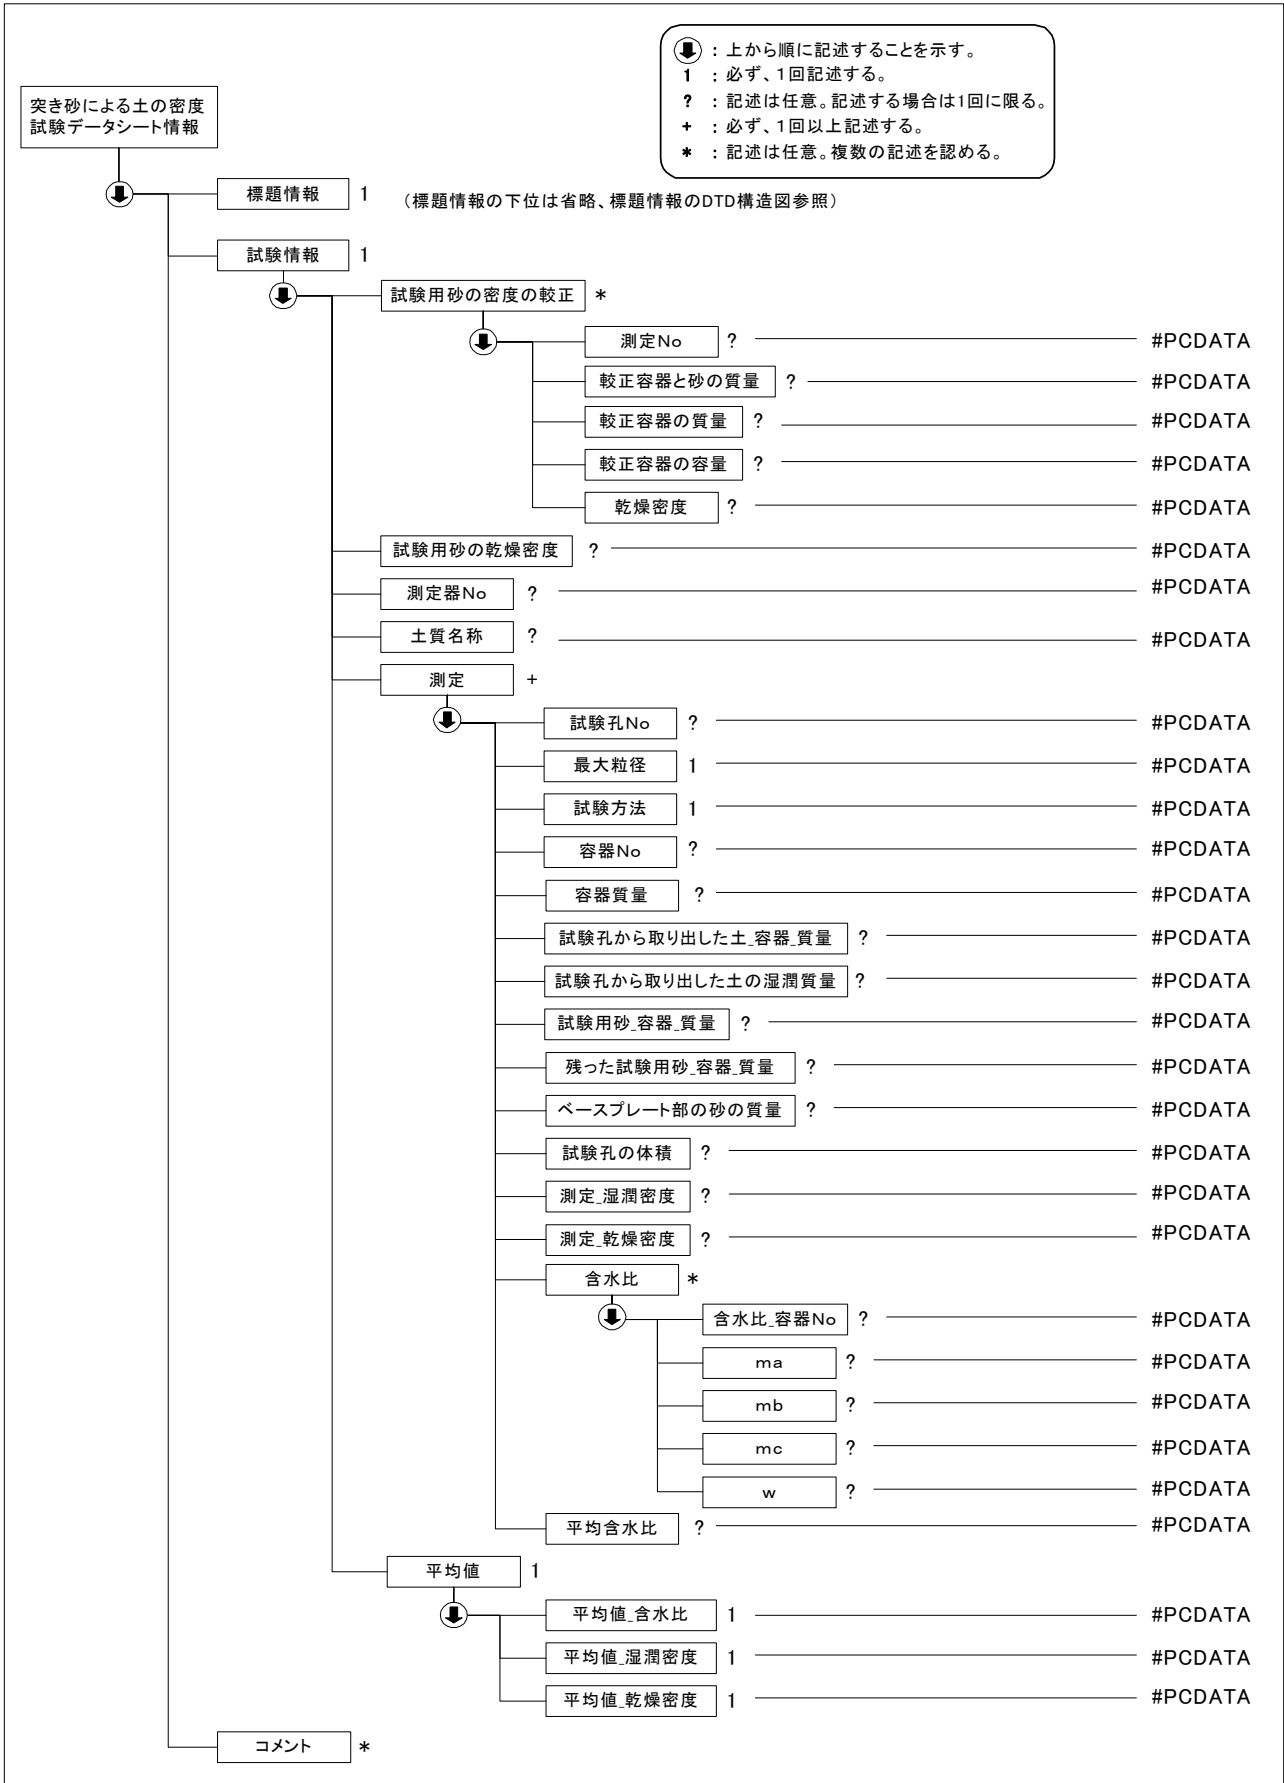 ：上から順に記述することを示す。
1 ：必ず、1回記述する。
? ：記述は任意。記述する場合は1回に限る。
+ ：必ず、1回以上記述する。
* ：記述は任意。複数の記述を認める。
突き砂による土の密度
試験データシート情報
標題情報 1 （標題情報の下位は省略、標題情報のDTD構造図参照）
試験情報 1
試験用砂の密度の較正 *
測定No ? #PCDATA
較正容器と砂の質量 ? #PCDATA
較正容器の質量 ? #PCDATA
較正容器の容量 ? #PCDATA
乾燥密度 ? #PCDATA
試験用砂の乾燥密度 ? #PCDATA
測定器No ? #PCDATA
土質名称 ? #PCDATA
測定 +
試験孔No ? #PCDATA
最大粒径 1 #PCDATA
試験方法 1 #PCDATA
容器No ? #PCDATA
容器質量 ? #PCDATA
試験孔から取り出した土_容器_質量 ? #PCDATA
試験孔から取り出した土の湿潤質量 ? #PCDATA
試験用砂_容器_質量 ? #PCDATA
残った試験用砂_容器_質量 ? #PCDATA
ベースプレート部の砂の質量 ? #PCDATA
試験孔の体積 ? #PCDATA
測定_湿潤密度 ? #PCDATA
測定_乾燥密度 ? #PCDATA
含水比 *
含水比_容器No ? #PCDATA
ma ? #PCDATA
mb ? #PCDATA
mc ? #PCDATA
w ? #PCDATA
平均含水比 ? #PCDATA
平均値 1
平均値_含水比 1 #PCDATA
平均値_湿潤密度 1 #PCDATA
平均値_乾燥密度 1 #PCDATA
コメント *